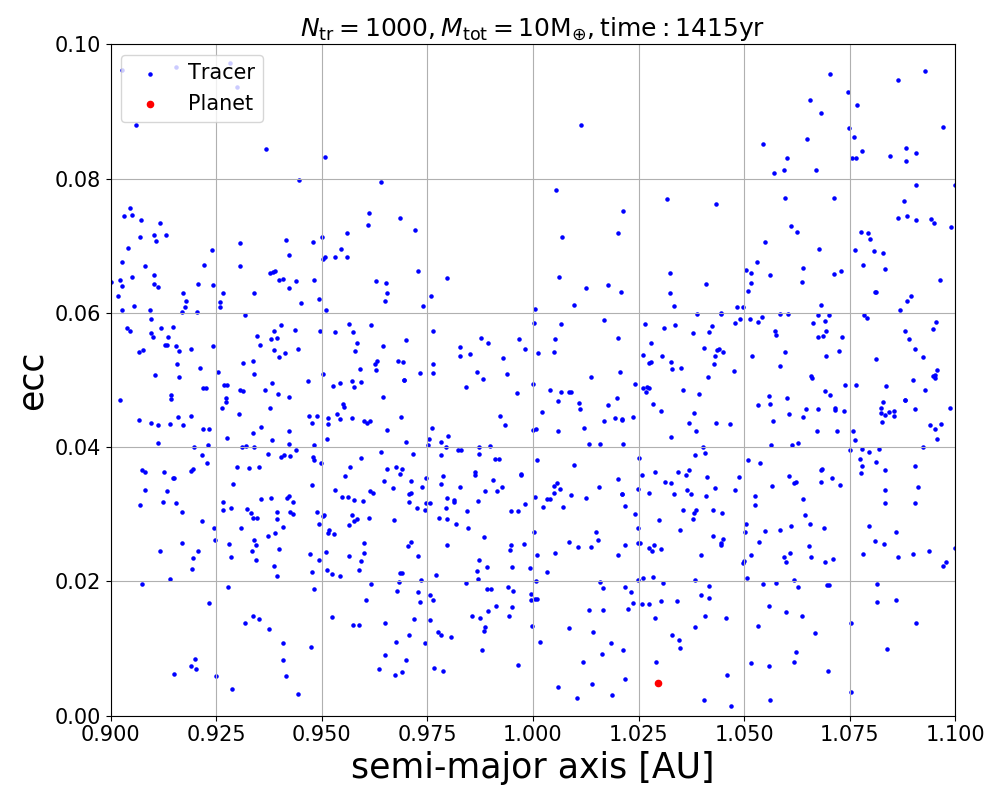 N_tr = 1000, M_tot = 10M_⊕, time : 1415yr
0.10
0.08
0.06
0.04
0.02
0.00
ecc
Tracer
Planet
0.900 0.925 0.950 0.975 1.000 1.025 1.050 1.075 1.100
semi-major axis [AU]